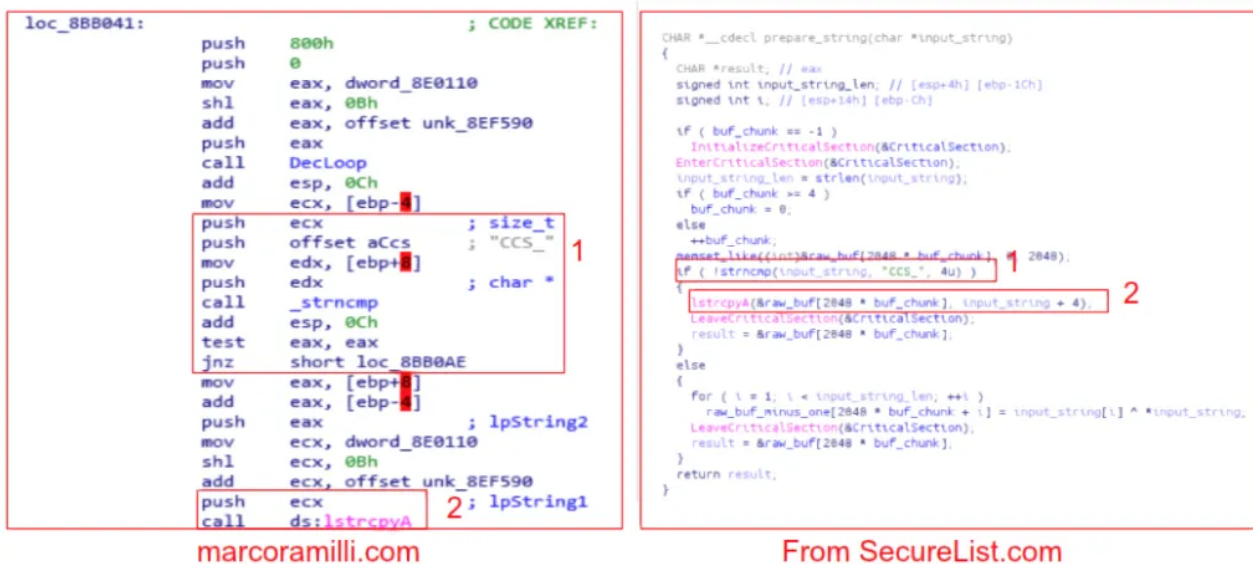 loc_8BB041: ; CODE XREF:
push 800h
push 0
mov eax, dword_8E0110
shl eax, 0Bh
add eax, offset unk_8EF590
push eax
call DecLoop
add esp, 0Ch
mov ecx, [ebp-4]
push ecx ; size_t
push offset aCcs ; "CCS_"
mov edx, [ebp+8]
push edx ; char *
call _strncmp
add esp, 0Ch
test eax, eax
jnz short loc_8BB0AE
mov eax, [ebp+8]
add eax, [ebp-4]
push eax ; lpString2
mov ecx, dword_8E0110
shl ecx, 0Bh
add ecx, offset unk_8EF590
push ecx ; lpString1
call ds:lstrcpyA
1
2
marcoramilli.com
CHAR *__cdecl prepare_string(char *input_string)
{
CHAR *result; // eax
signed int input_string_len; // [esp+4h] [ebp-1Ch]
signed int i; // [esp+14h] [ebp-Ch]
if ( buf_chunk == -1 )
InitializeCriticalSection(&CriticalSection);
EnterCriticalSection(&CriticalSection);
input_string_len = strlen(input_string);
if ( buf_chunk >= 4 )
buf_chunk = 0;
else
++buf_chunk;
memset_like((int)&raw_buf[2048 * buf_chunk], 2048);
if ( !strncmp(input_string, "CCS_", 4u) )
{
lstrcpyA(&raw_buf[2048 * buf_chunk], input_string + 4);
LeaveCriticalSection(&CriticalSection);
result = &raw_buf[2048 * buf_chunk];
}
else
{
for ( i = 1; i < input_string_len; ++i )
raw_buf_minus_one[2048 * buf_chunk + i] = input_string[i] ^ *input_string;
LeaveCriticalSection(&CriticalSection);
result = &raw_buf[2048 * buf_chunk];
}
return result;
}
1
2
From SecureList.com